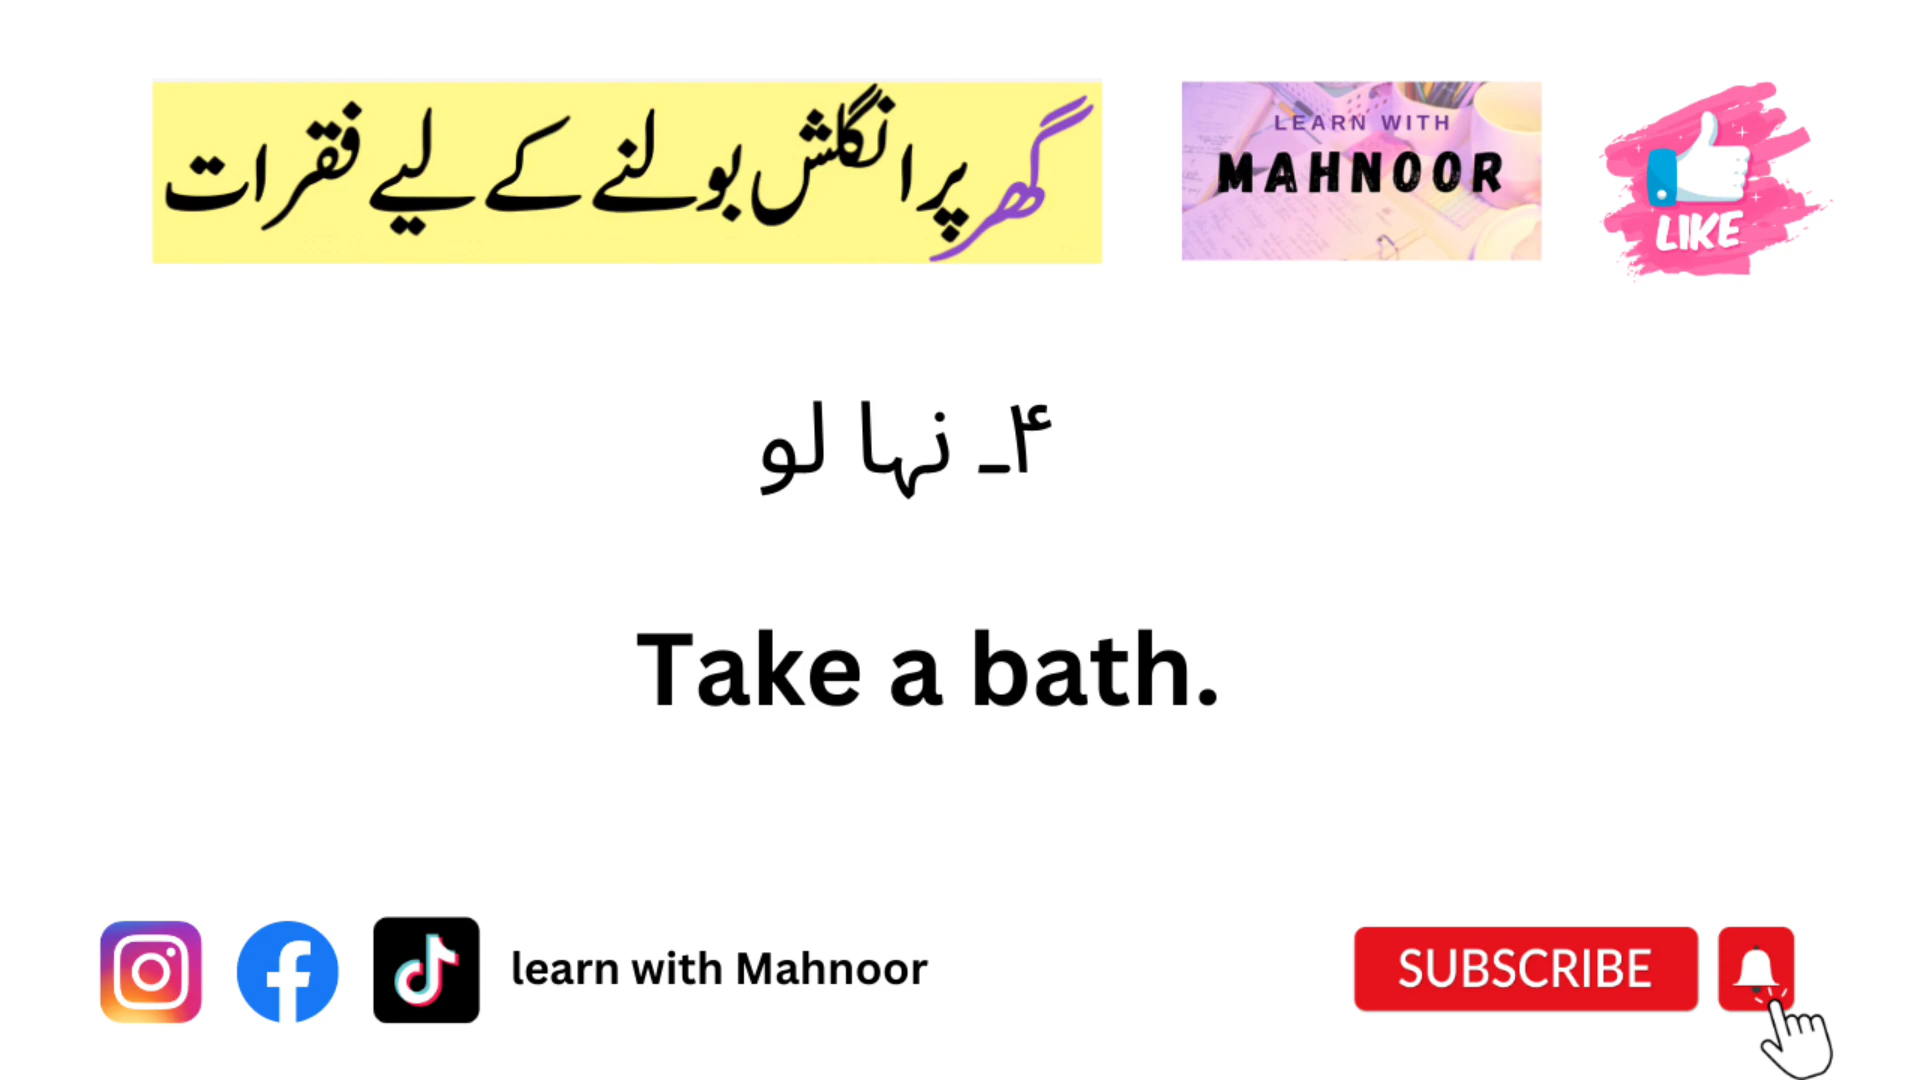 گھر پر انگلش بولنے کے لیے فقرات
LEARN WITH
MAHNOOR
LIKE
۴۔ نہا لو
Take a bath.
learn with Mahnoor
SUBSCRIBE